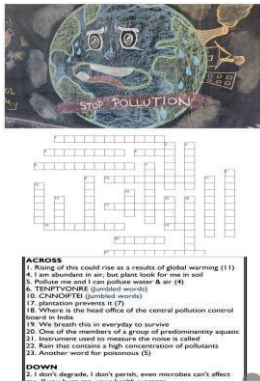 STOP POLLUTION
ACROSS
1. Rising of this could rise as a results of global warming (11)
4. I am abundant in air, but plant look for me in soil
5. Pollute me and I can pollute water & air (4)
6. TENPTVONRE (jumbled words)
10. CNNOIFTEI (jumbled words)
17. plantation prevents it (7)
18. Where is the head office of the central pollution control
board in India
19. We breath this in everyday to survive
20. One of the members of a group of predominantly aquatic
21. Instrument used to measure the noise is called
22. Rain that contains a high concentration of pollutants
23. Another word for poisonous (5)
DOWN
2. I don't degrade, I don't perish, even microbes can't affect